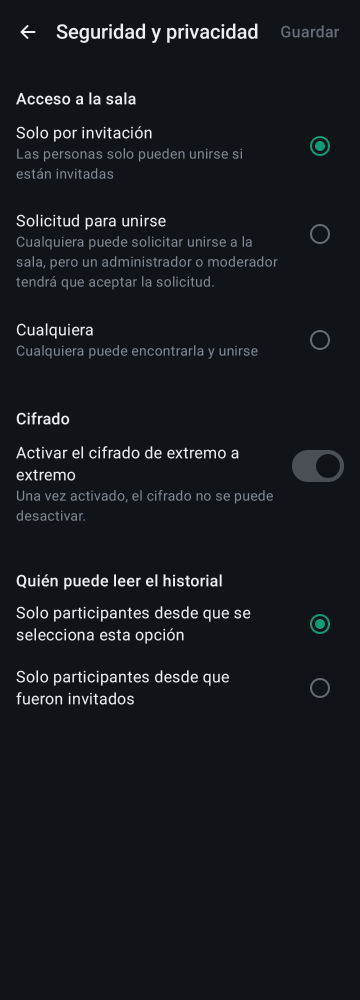 Seguridad y privacidad
Guardar
Acceso a la sala
Solo por invitación
Las personas solo pueden unirse si
están invitadas
Solicitud para unirse
Cualquiera puede solicitar unirse a la
sala, pero un administrador o moderador
tendrá que aceptar la solicitud.
Cualquiera
Cualquiera puede encontrarla y unirse
Cifrado
Activar el cifrado de extremo a
extremo
Una vez activado, el cifrado no se puede
desactivar.
Quién puede leer el historial
Solo participantes desde que se
selecciona esta opción
Solo participantes desde que
fueron invitados